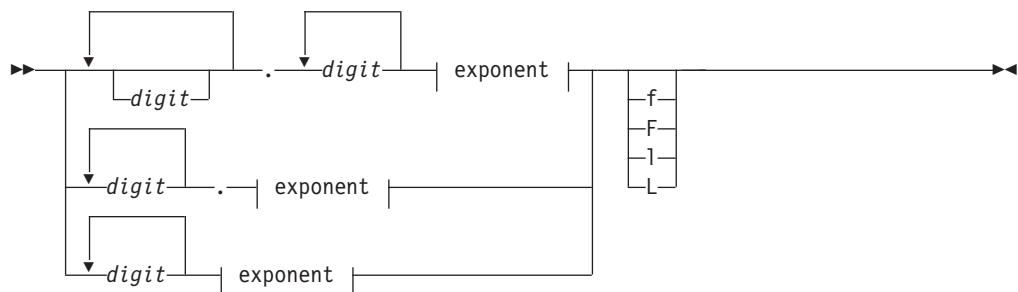 . digit exponent
digit
f
F
l
L
digit . exponent
digit exponent